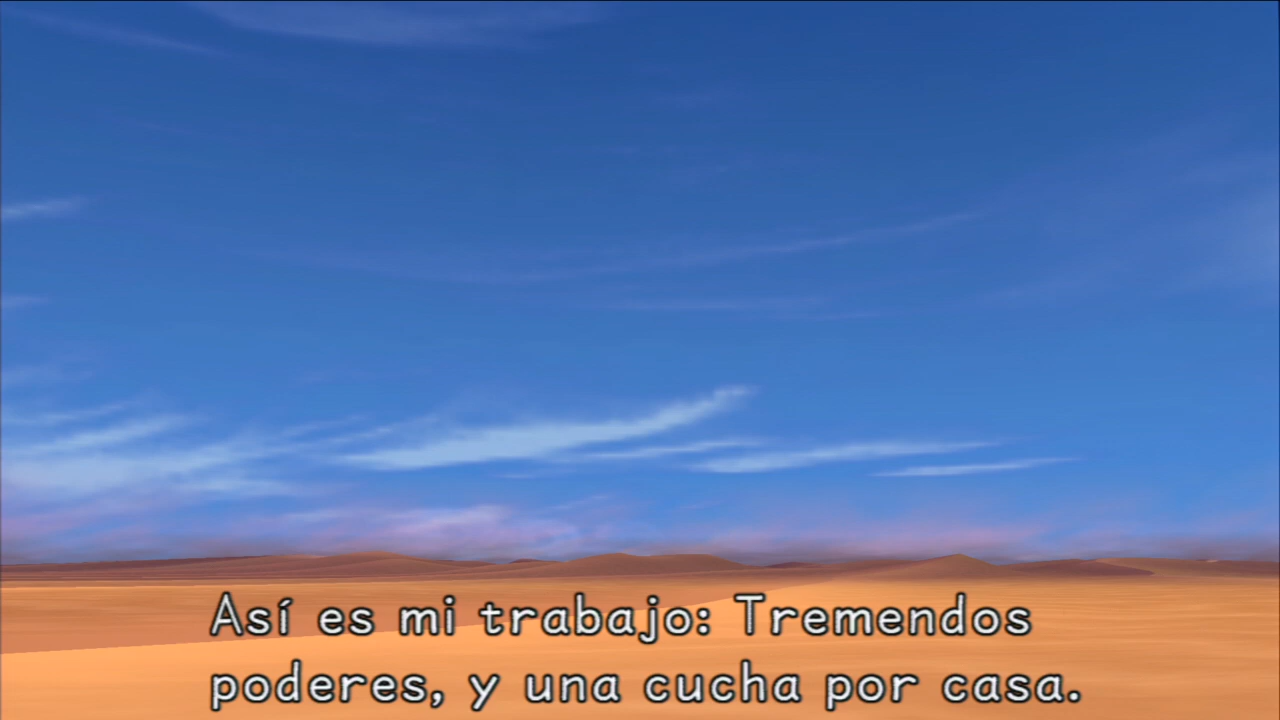 Así es mi trabajo: Tremendos
poderes, y una cucha por casa.